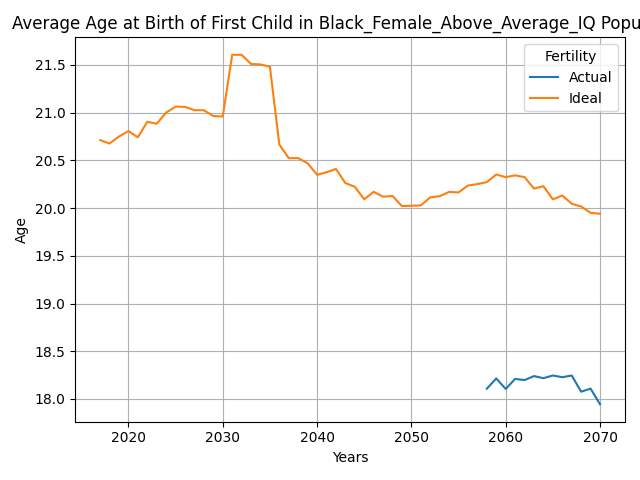 Average Age at Birth of First Child in Black_Female_Above_Average_IQ Popu
Fertility
Actual
Ideal
21.5
21.0
20.5
20.0
19.5
19.0
18.5
18.0
Age
2020 2030 2040 2050 2060 2070
Years